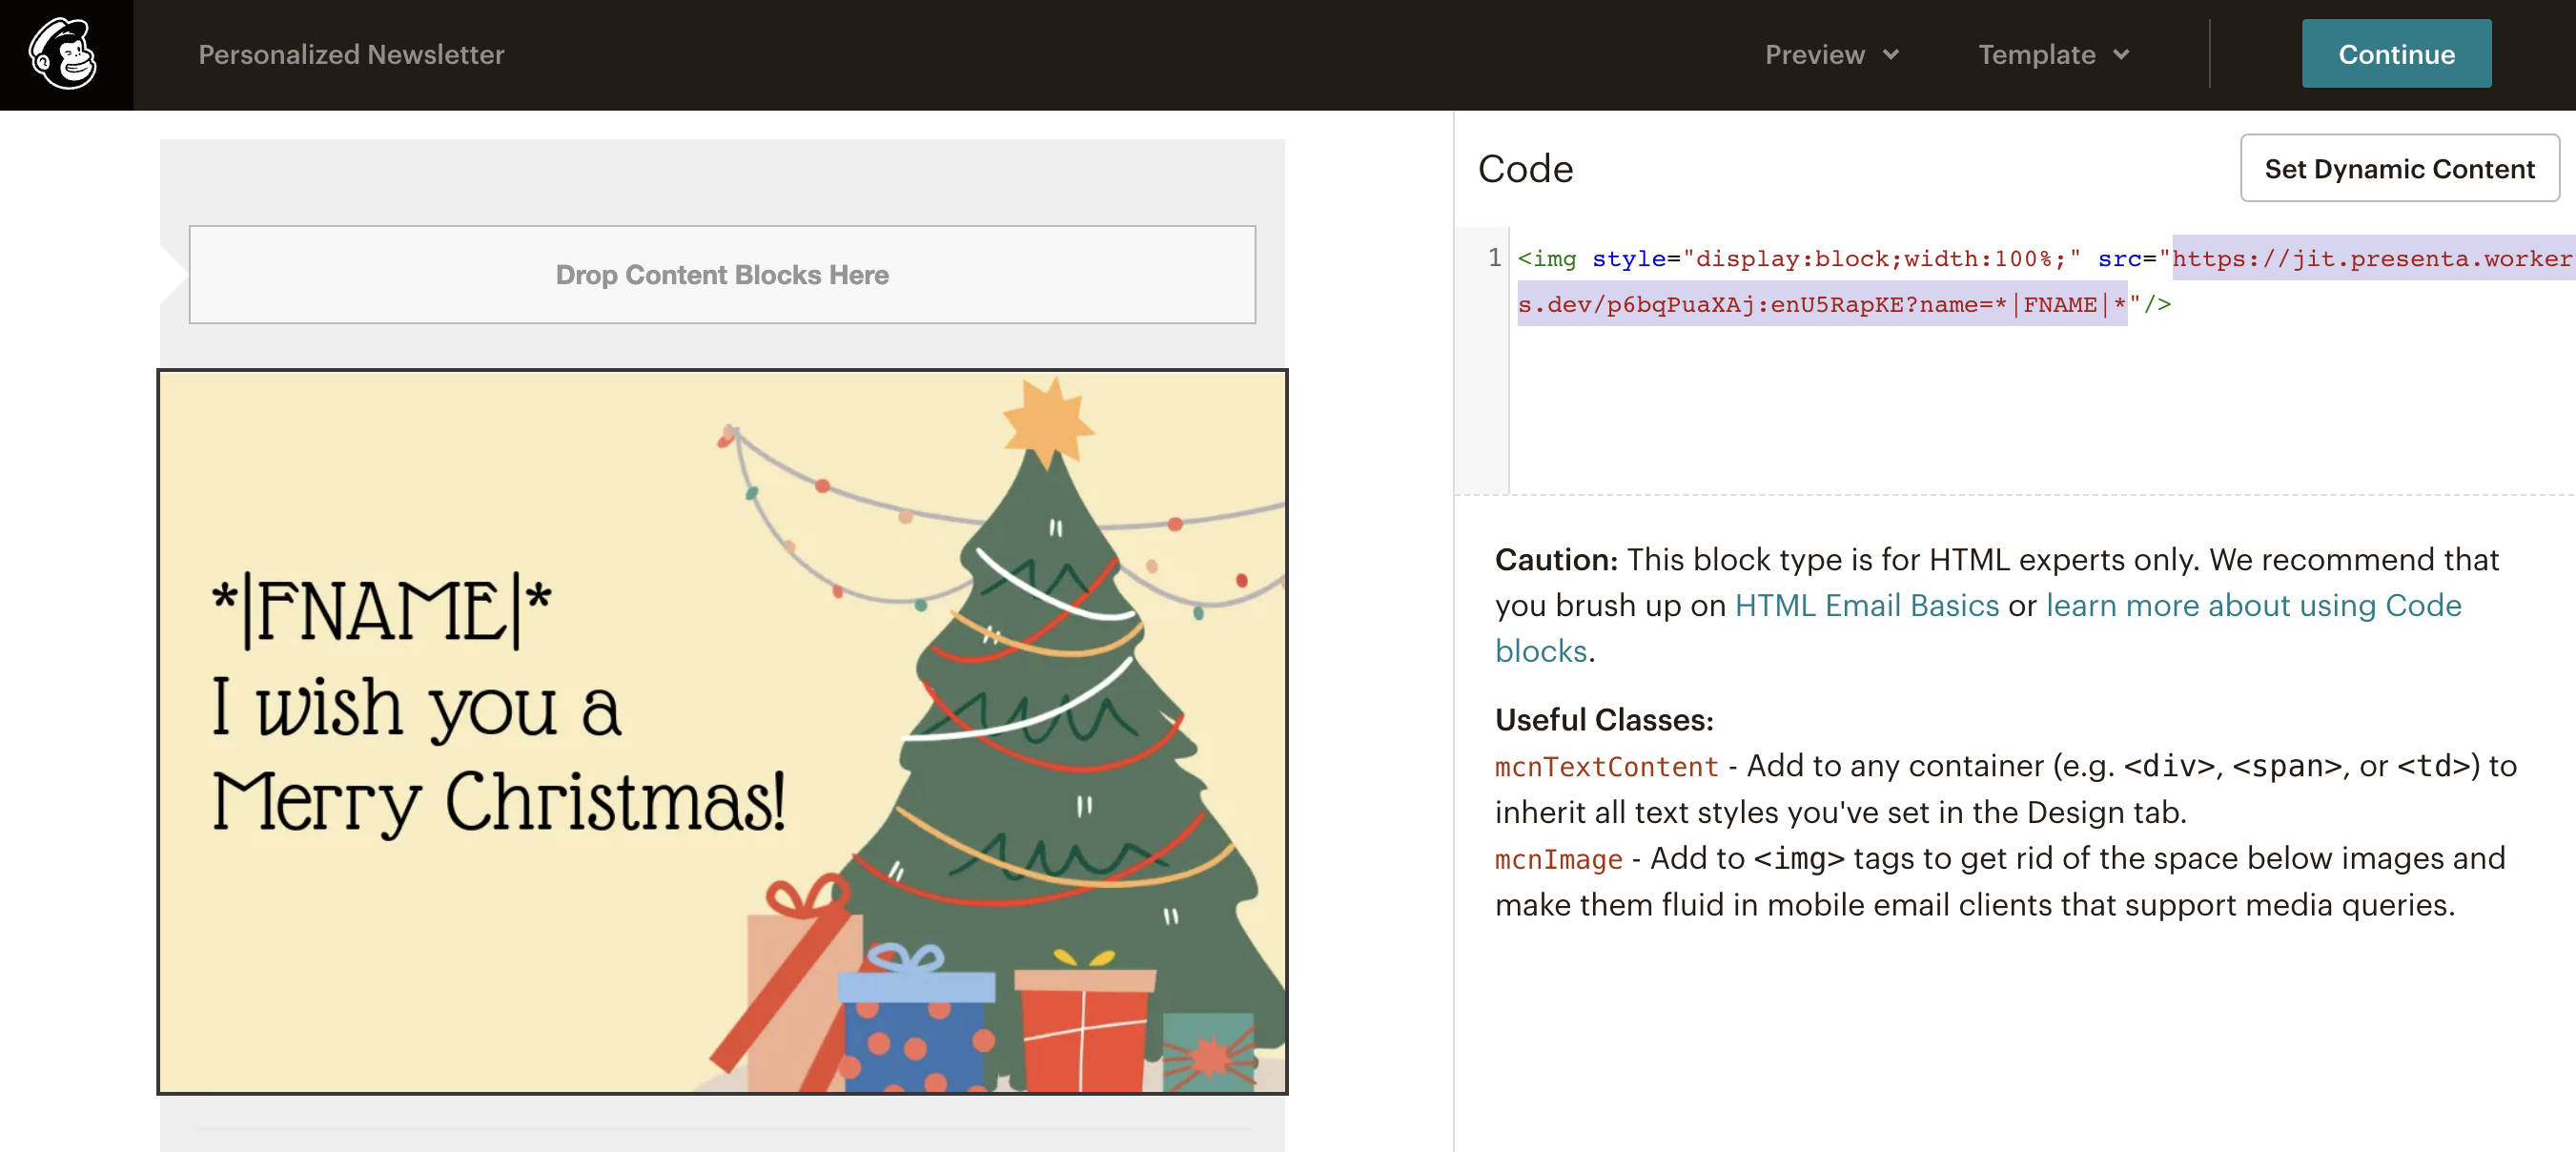 Personalized Newsletter
Preview
Template
Continue
Drop Content Blocks Here
*|FNAME|*
I wish you a
Merry Christmas!
Code
Set Dynamic Content
1
<img style="display:block;width:100%;" src="https://jit.presenta.worker
s.dev/p6bqPuaXAj:enU5RapKE?name=*|FNAME|*"/>
Caution: This block type is for HTML experts only. We recommend that
you brush up on HTML Email Basics or learn more about using Code
blocks.
Useful Classes:
mcnTextContent - Add to any container (e.g. <div>, <span>, or <td>) to
inherit all text styles you've set in the Design tab.
mcnImage - Add to <img> tags to get rid of the space below images and
make them fluid in mobile email clients that support media queries.